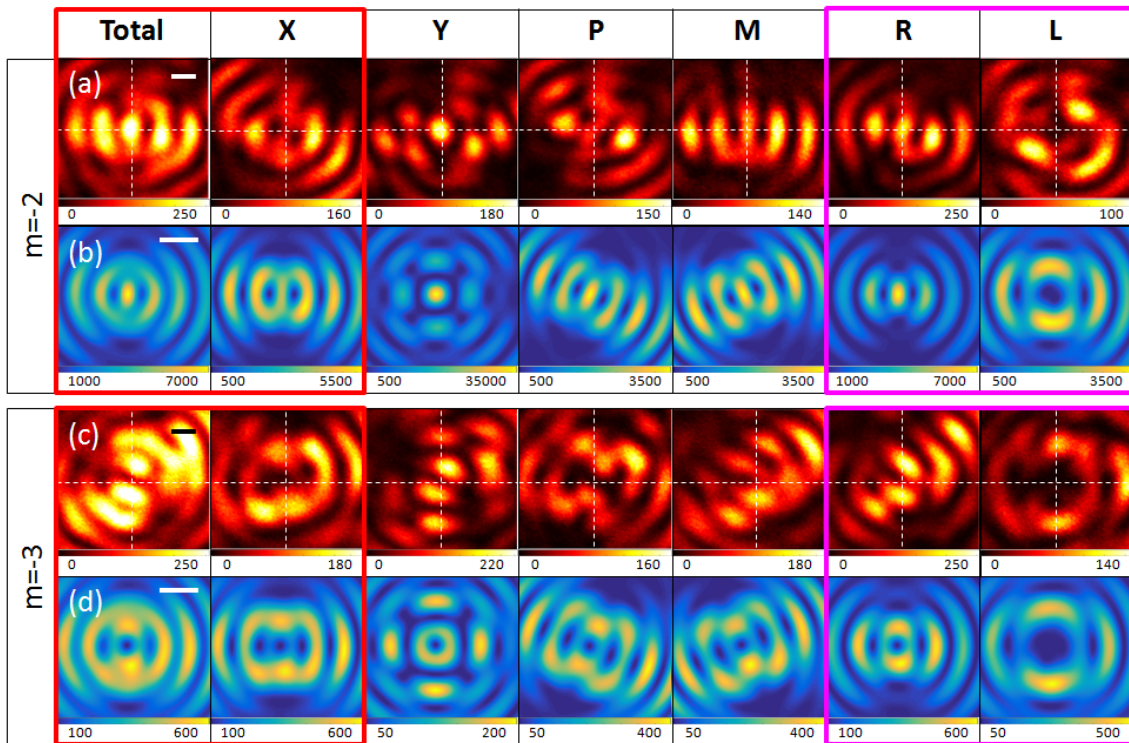 Total X Y P M R L
m=-2
(a)
0 250 0 160 0 180 0 150 0 140 0 250 0 100
(b)
1000 7000 500 5500 500 35000 500 3500 500 3500 1000 7000 500 3500
m=-3
(c)
0 250 0 180 0 220 0 160 0 180 0 250 0 140
(d)
100 600 100 600 50 200 50 400 50 400 100 600 50 500